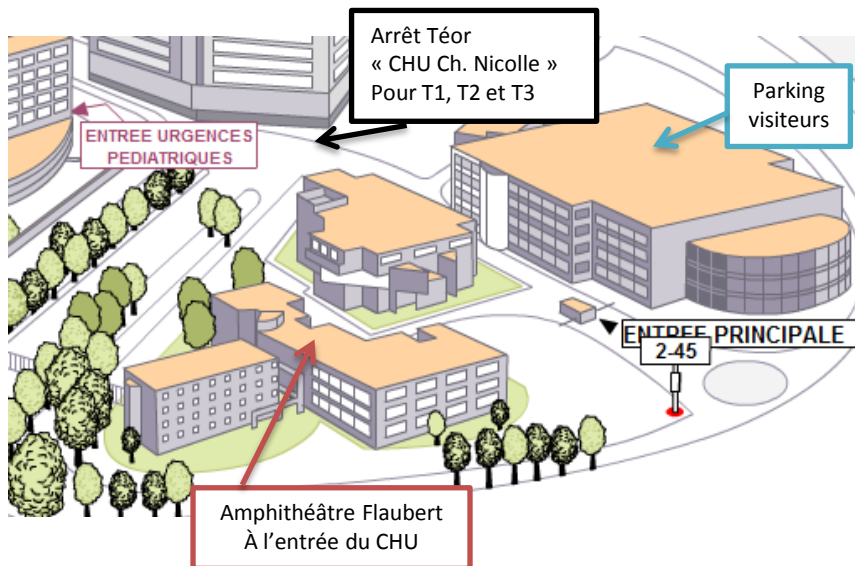 Arrêt Téor
« CHU Ch. Nicolle »
Pour T1, T2 et T3
Parking
visiteurs
ENTREE URGENCES
PEDIATRIQUES
ENTREE PRINCIPALE
2-45
Amphithéâtre Flaubert
À l’entrée du CHU